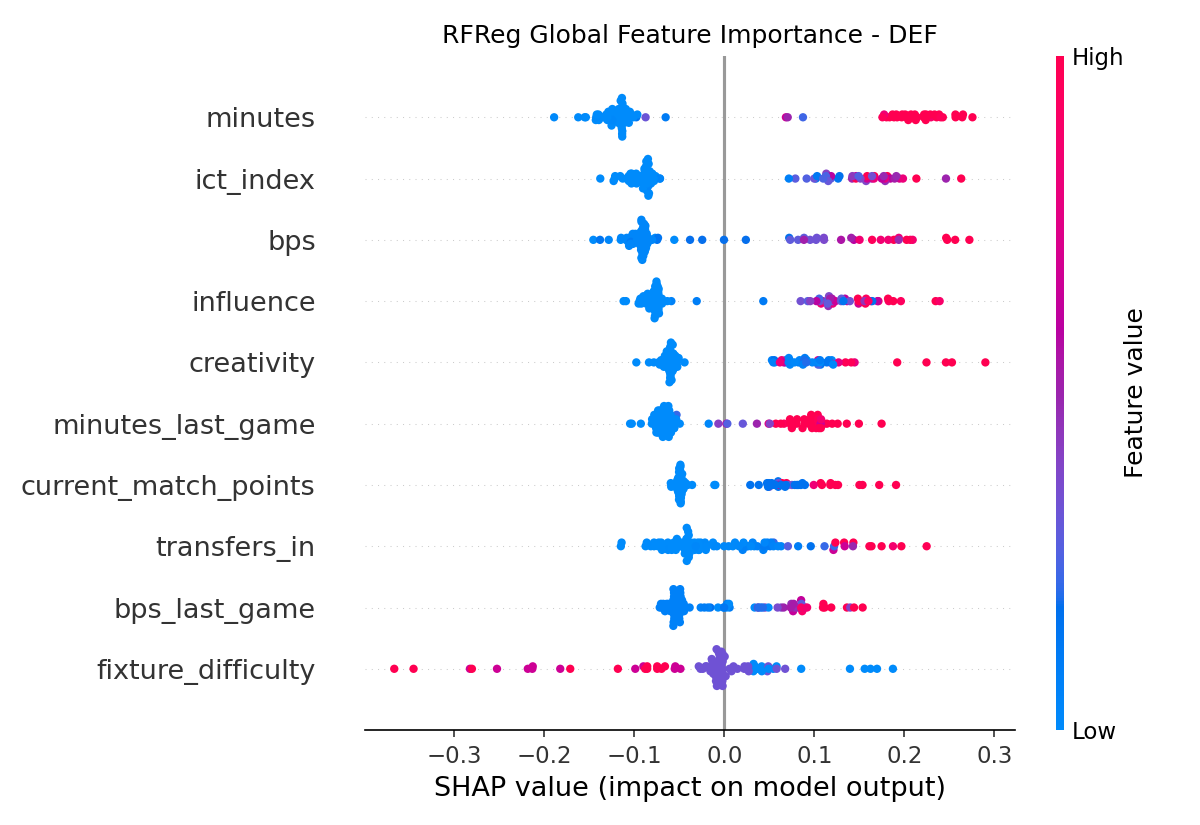 RFReg Global Feature Importance - DEF
High
minutes
ict_index
bps
influence
creativity
minutes_last_game
current_match_points
transfers_in
bps_last_game
fixture_difficulty
Feature value
Low
−0.3 −0.2 −0.1 0.0 0.1 0.2 0.3
SHAP value (impact on model output)